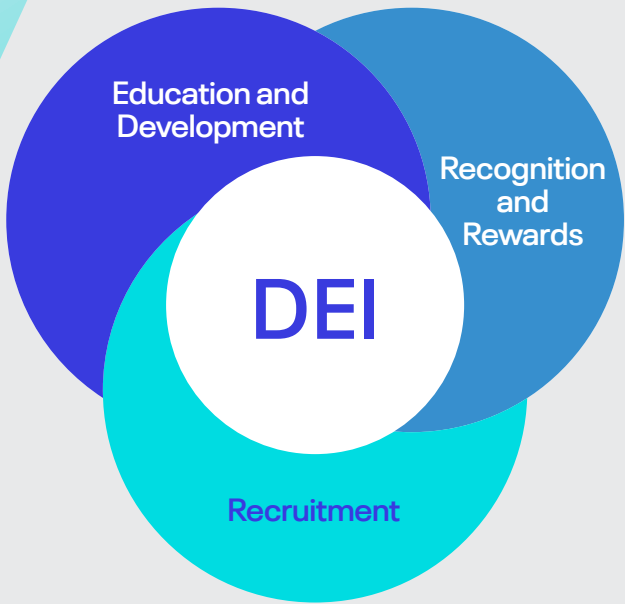 Education and
Development
Recognition
and
Rewards
DEI
Recruitment